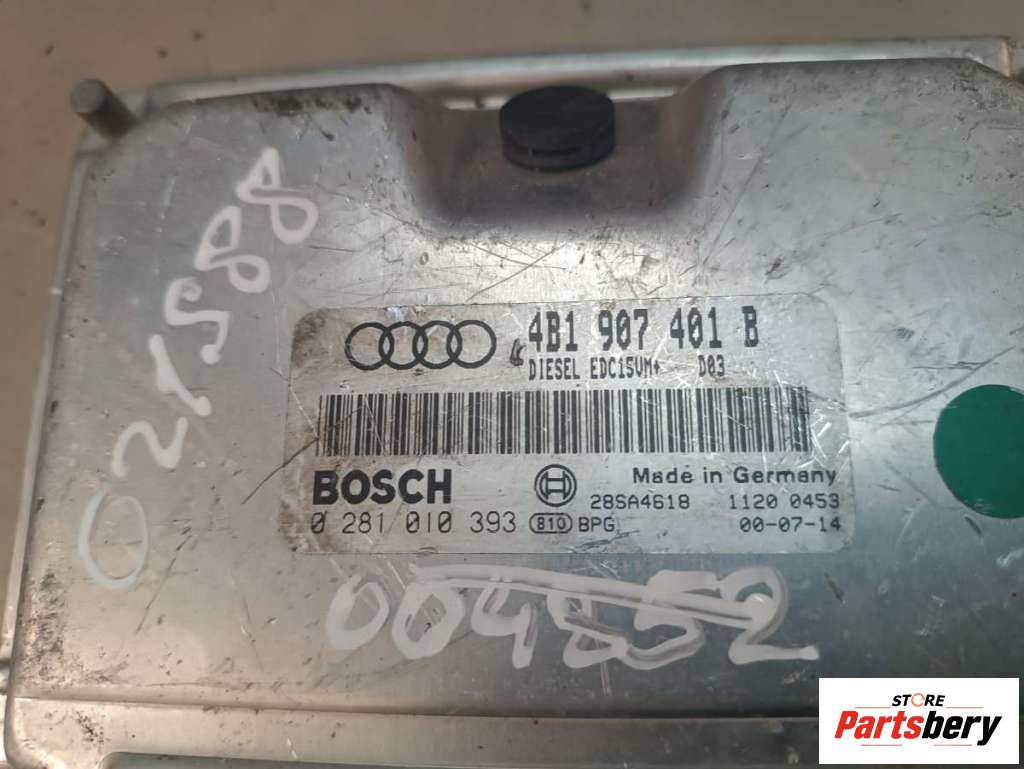 021588
4B1 907 401 B
DIESEL EDC15VM+ D03
BOSCH
Made in Germany
28SA4618 1120 0453
0 281 010 393 810 BPG 00-07-14
004852
STORE
Partsbery